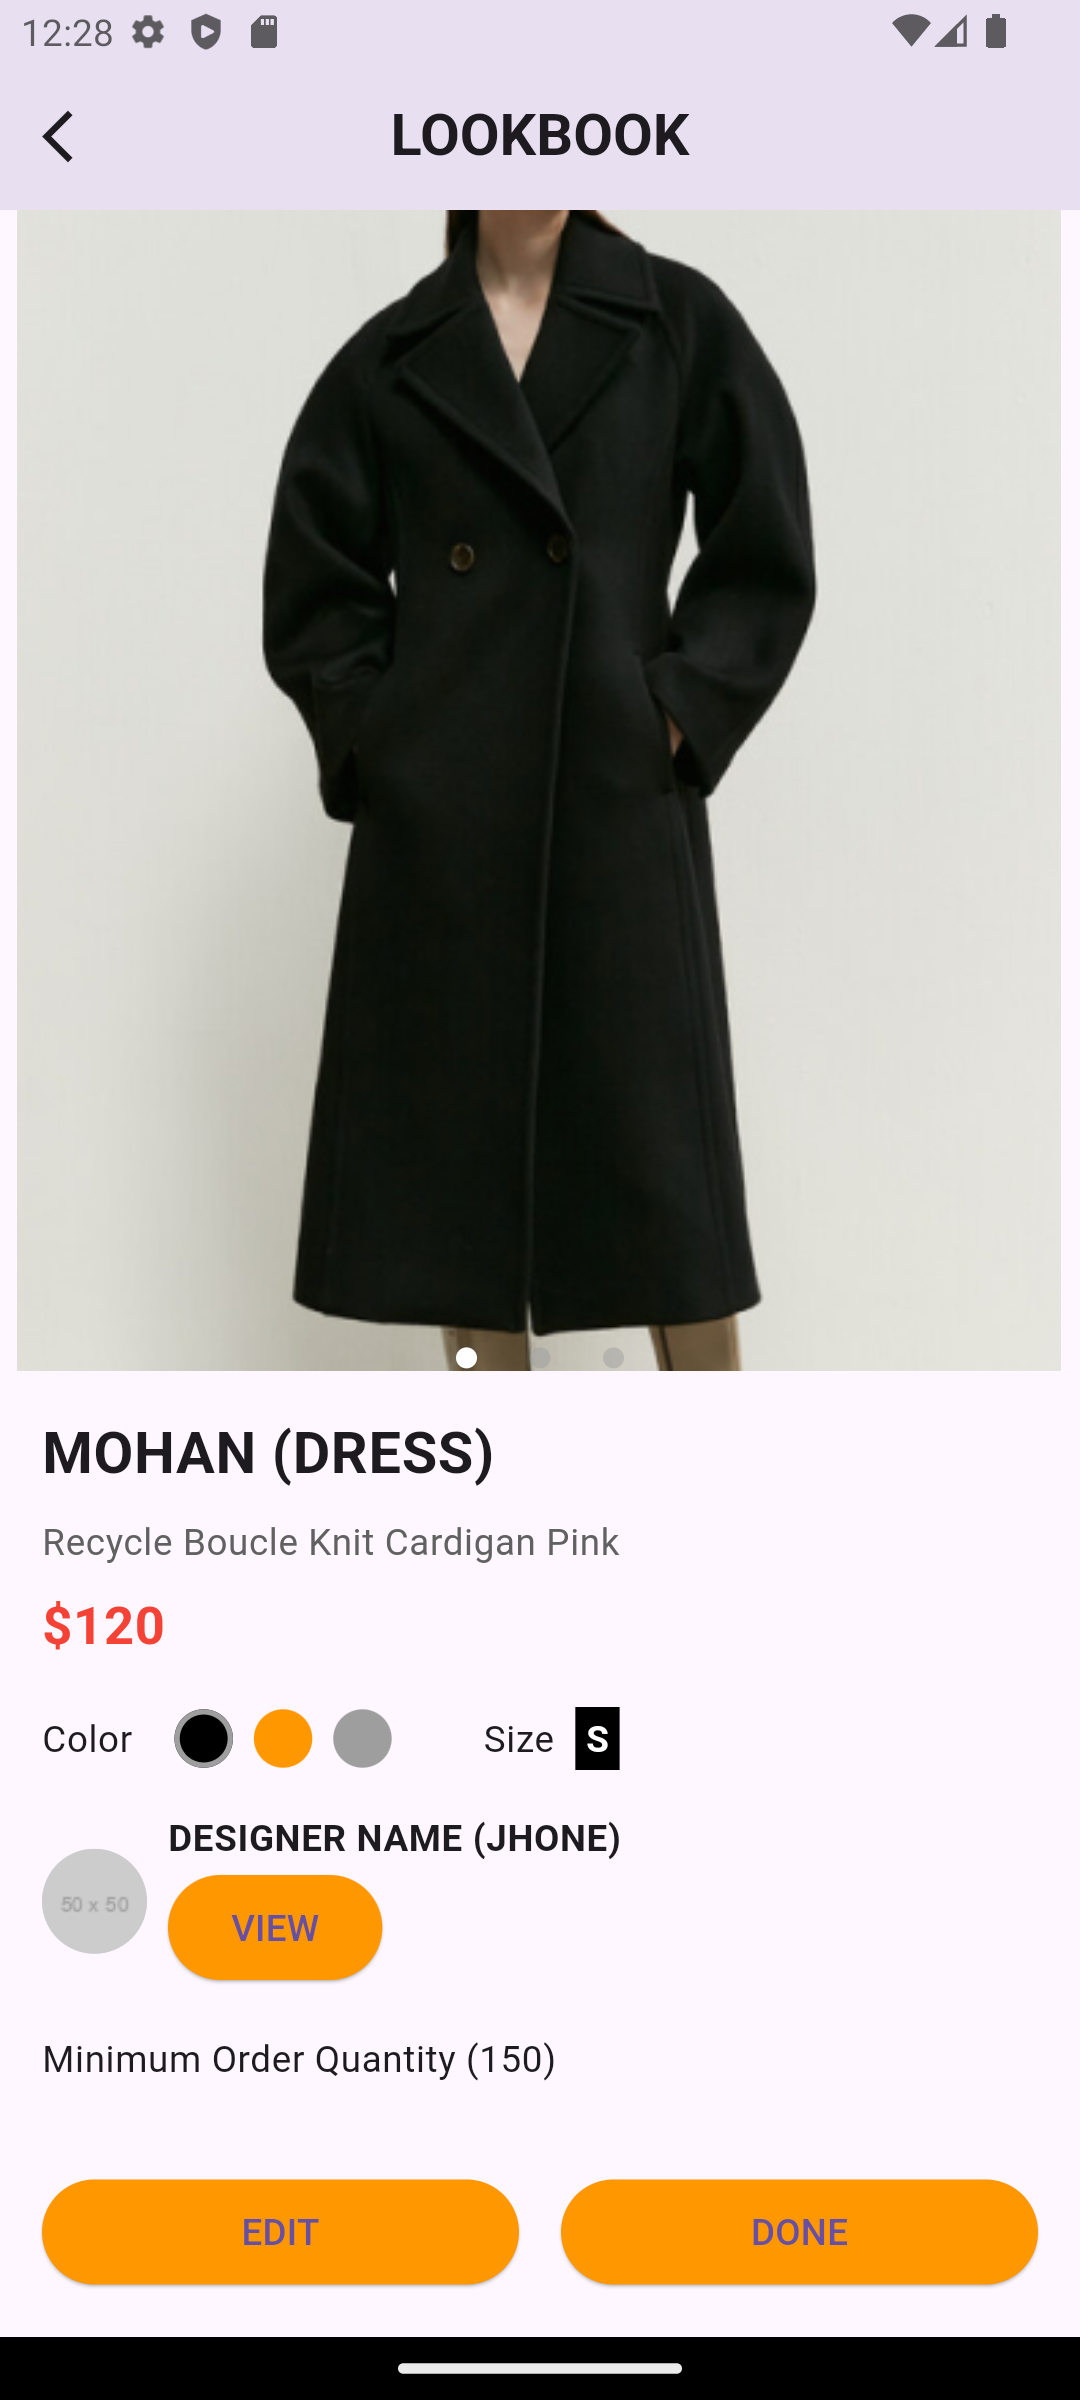 12:28
LOOKBOOK
MOHAN (DRESS)
Recycle Boucle Knit Cardigan Pink
$120
Color Size S
DESIGNER NAME (JHONE)
50 x 50
VIEW
Minimum Order Quantity (150)
EDIT DONE